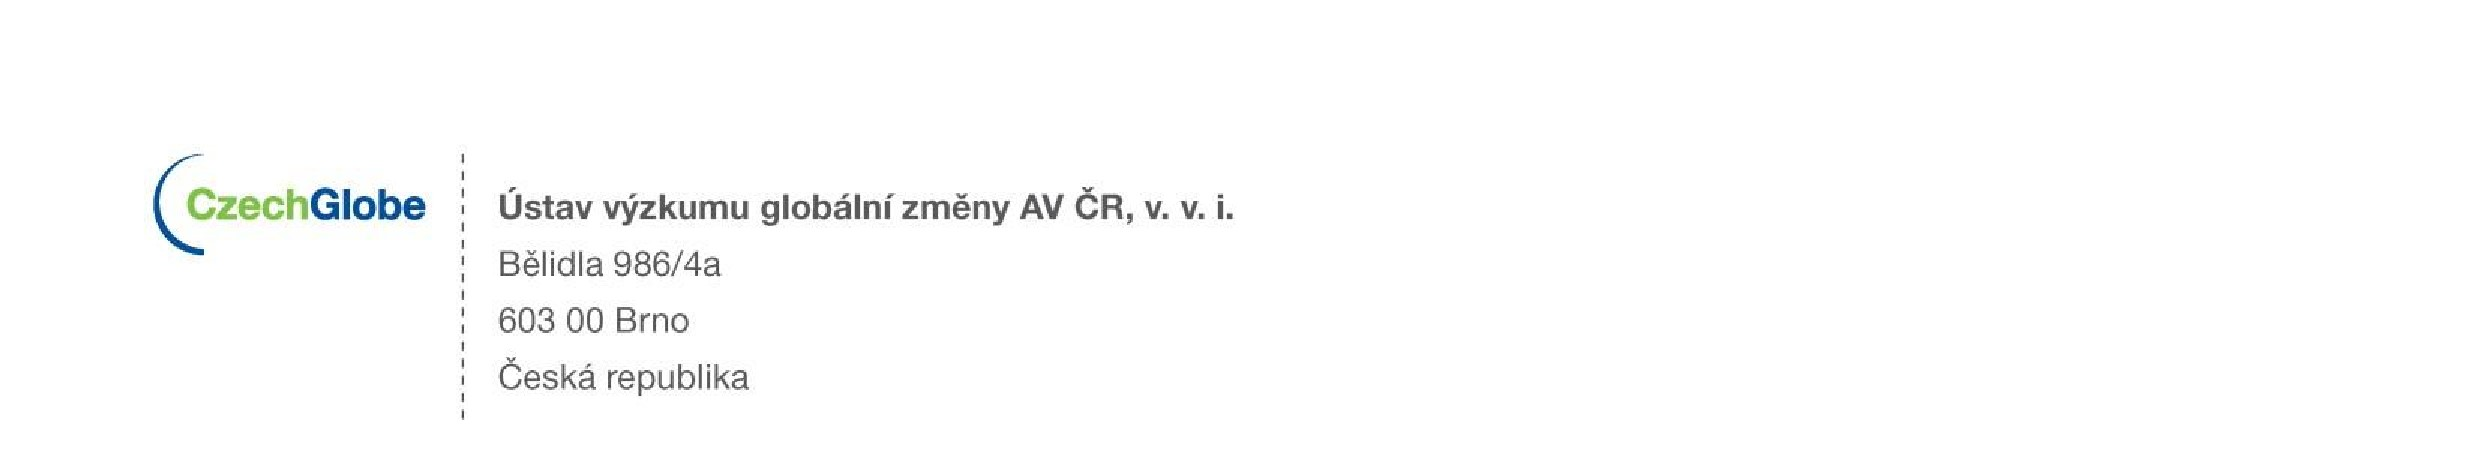 CzechGlobe
Ústav výzkumu globální změny AV ČR, v. v. i.
Bělidla 986/4a
603 00 Brno
Česká republika